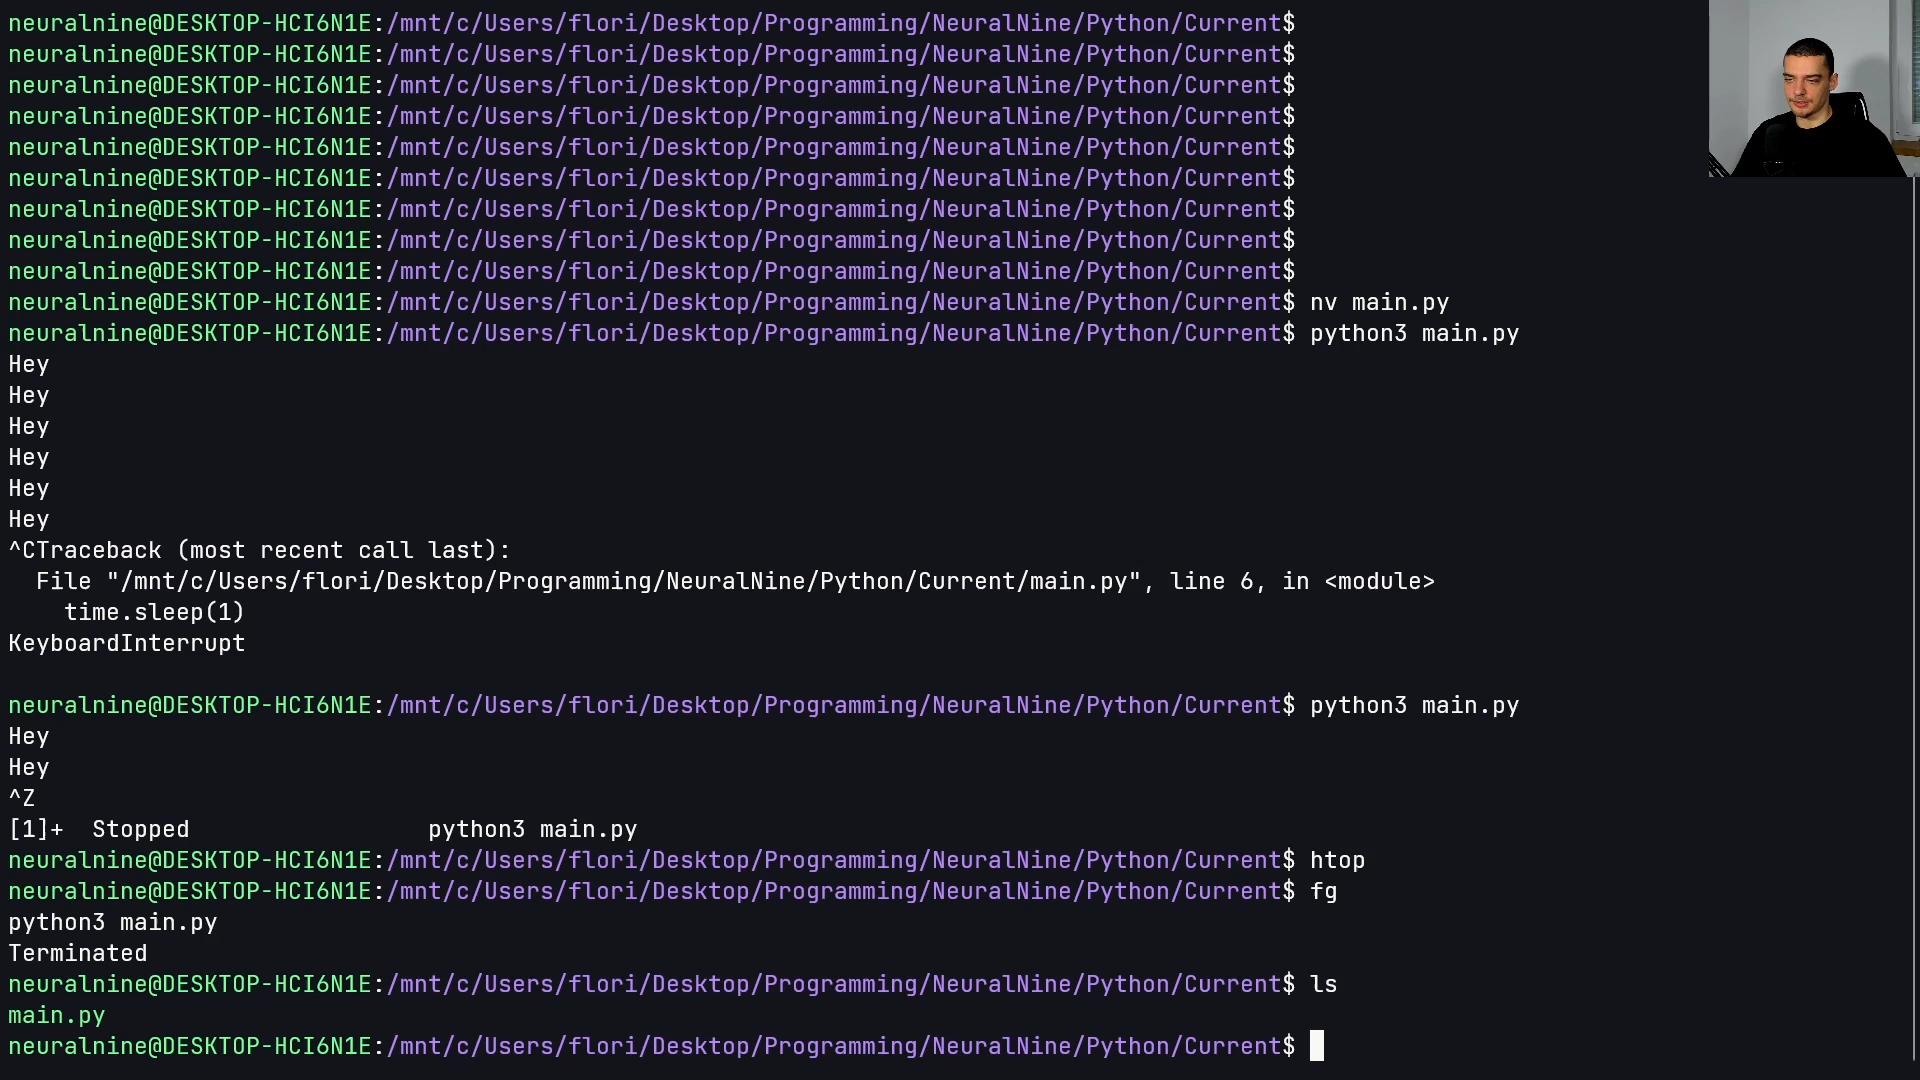 neuralnine@DESKTOP-HCI6N1E:/mnt/c/Users/flori/Desktop/Programming/NeuralNine/Python/Current$
neuralnine@DESKTOP-HCI6N1E:/mnt/c/Users/flori/Desktop/Programming/NeuralNine/Python/Current$
neuralnine@DESKTOP-HCI6N1E:/mnt/c/Users/flori/Desktop/Programming/NeuralNine/Python/Current$
neuralnine@DESKTOP-HCI6N1E:/mnt/c/Users/flori/Desktop/Programming/NeuralNine/Python/Current$
neuralnine@DESKTOP-HCI6N1E:/mnt/c/Users/flori/Desktop/Programming/NeuralNine/Python/Current$
neuralnine@DESKTOP-HCI6N1E:/mnt/c/Users/flori/Desktop/Programming/NeuralNine/Python/Current$
neuralnine@DESKTOP-HCI6N1E:/mnt/c/Users/flori/Desktop/Programming/NeuralNine/Python/Current$
neuralnine@DESKTOP-HCI6N1E:/mnt/c/Users/flori/Desktop/Programming/NeuralNine/Python/Current$
neuralnine@DESKTOP-HCI6N1E:/mnt/c/Users/flori/Desktop/Programming/NeuralNine/Python/Current$
neuralnine@DESKTOP-HCI6N1E:/mnt/c/Users/flori/Desktop/Programming/NeuralNine/Python/Current$ nv main.py
neuralnine@DESKTOP-HCI6N1E:/mnt/c/Users/flori/Desktop/Programming/NeuralNine/Python/Current$ python3 main.py
Hey
Hey
Hey
Hey
Hey
Hey
^CTraceback (most recent call last):
  File "/mnt/c/Users/flori/Desktop/Programming/NeuralNine/Python/Current/main.py", line 6, in <module>
    time.sleep(1)
KeyboardInterrupt

neuralnine@DESKTOP-HCI6N1E:/mnt/c/Users/flori/Desktop/Programming/NeuralNine/Python/Current$ python3 main.py
Hey
Hey
^Z
[1]+  Stopped                 python3 main.py
neuralnine@DESKTOP-HCI6N1E:/mnt/c/Users/flori/Desktop/Programming/NeuralNine/Python/Current$ htop
neuralnine@DESKTOP-HCI6N1E:/mnt/c/Users/flori/Desktop/Programming/NeuralNine/Python/Current$ fg
python3 main.py
Terminated
neuralnine@DESKTOP-HCI6N1E:/mnt/c/Users/flori/Desktop/Programming/NeuralNine/Python/Current$ ls
main.py
neuralnine@DESKTOP-HCI6N1E:/mnt/c/Users/flori/Desktop/Programming/NeuralNine/Python/Current$